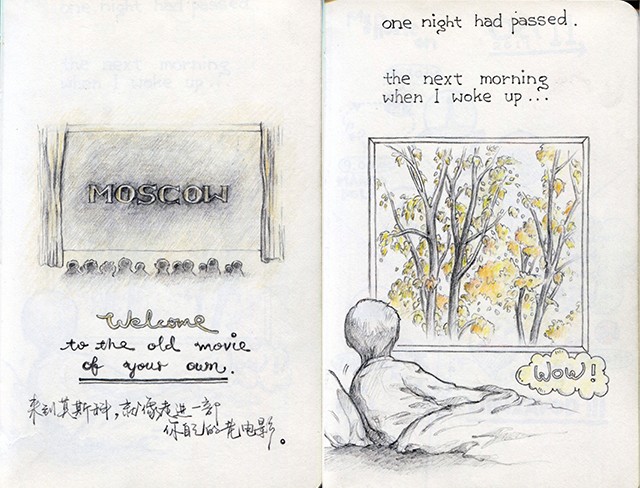 MOSCOW
Welcome
to the old movie
of your own.
来到莫斯科，就像走进一部
你自己的老电影。
one night had passed.
the next morning
when I woke up...
WOW!